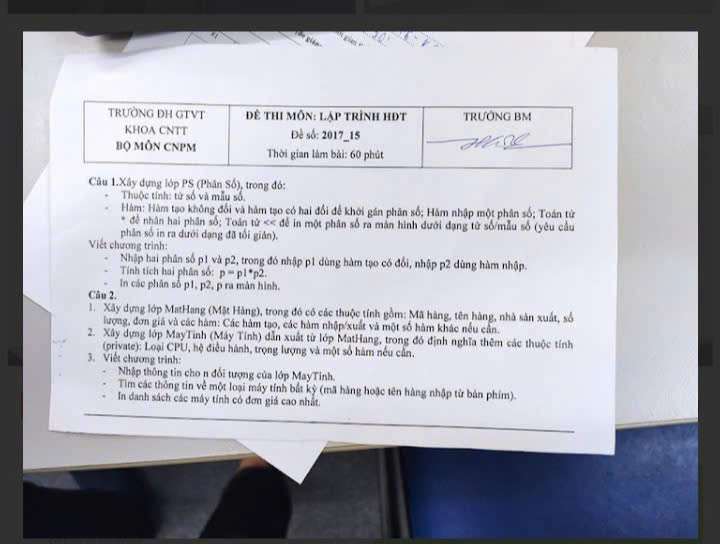 TRƯỜNG ĐH GTVT
KHOA CNTT
BỘ MÔN CNPM
ĐỀ THI MÔN: LẬP TRÌNH HĐT
Đề số: 2017_15
Thời gian làm bài: 60 phút
TRƯỞNG BM
Câu 1.Xây dựng lớp PS (Phân Số), trong đó:
- Thuộc tính: tử số và mẫu số.
- Hàm: Hàm tạo không đối và hàm tạo có hai đối để khởi gán phân số; Hàm nhập một phân số; Toán tử
* để nhân hai phân số; Toán tử << để in một phân số ra màn hình dưới dạng tử số/mẫu số (yêu cầu
phân số in ra dưới dạng đã tối giản).
Viết chương trình:
- Nhập hai phân số p1 và p2, trong đó nhập p1 dùng hàm tạo có đối, nhập p2 dùng hàm nhập.
- Tính tích hai phân số: p = p1*p2.
- In các phân số p1, p2, p ra màn hình.
Câu 2.
1. Xây dựng lớp MatHang (Mặt Hàng), trong đó có các thuộc tính gồm: Mã hàng, tên hàng, nhà sản xuất, số
lượng, đơn giá và các hàm: Các hàm tạo, các hàm nhập/xuất và một số hàm khác nếu cần.
2. Xây dựng lớp MayTinh (Máy Tính) dẫn xuất từ lớp MatHang, trong đó định nghĩa thêm các thuộc tính
(private): Loại CPU, hệ điều hành, trọng lượng và một số hàm nếu cần.
3. Viết chương trình:
- Nhập thông tin cho n đối tượng của lớp MayTinh.
- Tìm các thông tin về một loại máy tính bất kỳ (mã hàng hoặc tên hàng nhập từ bàn phím).
- In danh sách các máy tính có đơn giá cao nhất.